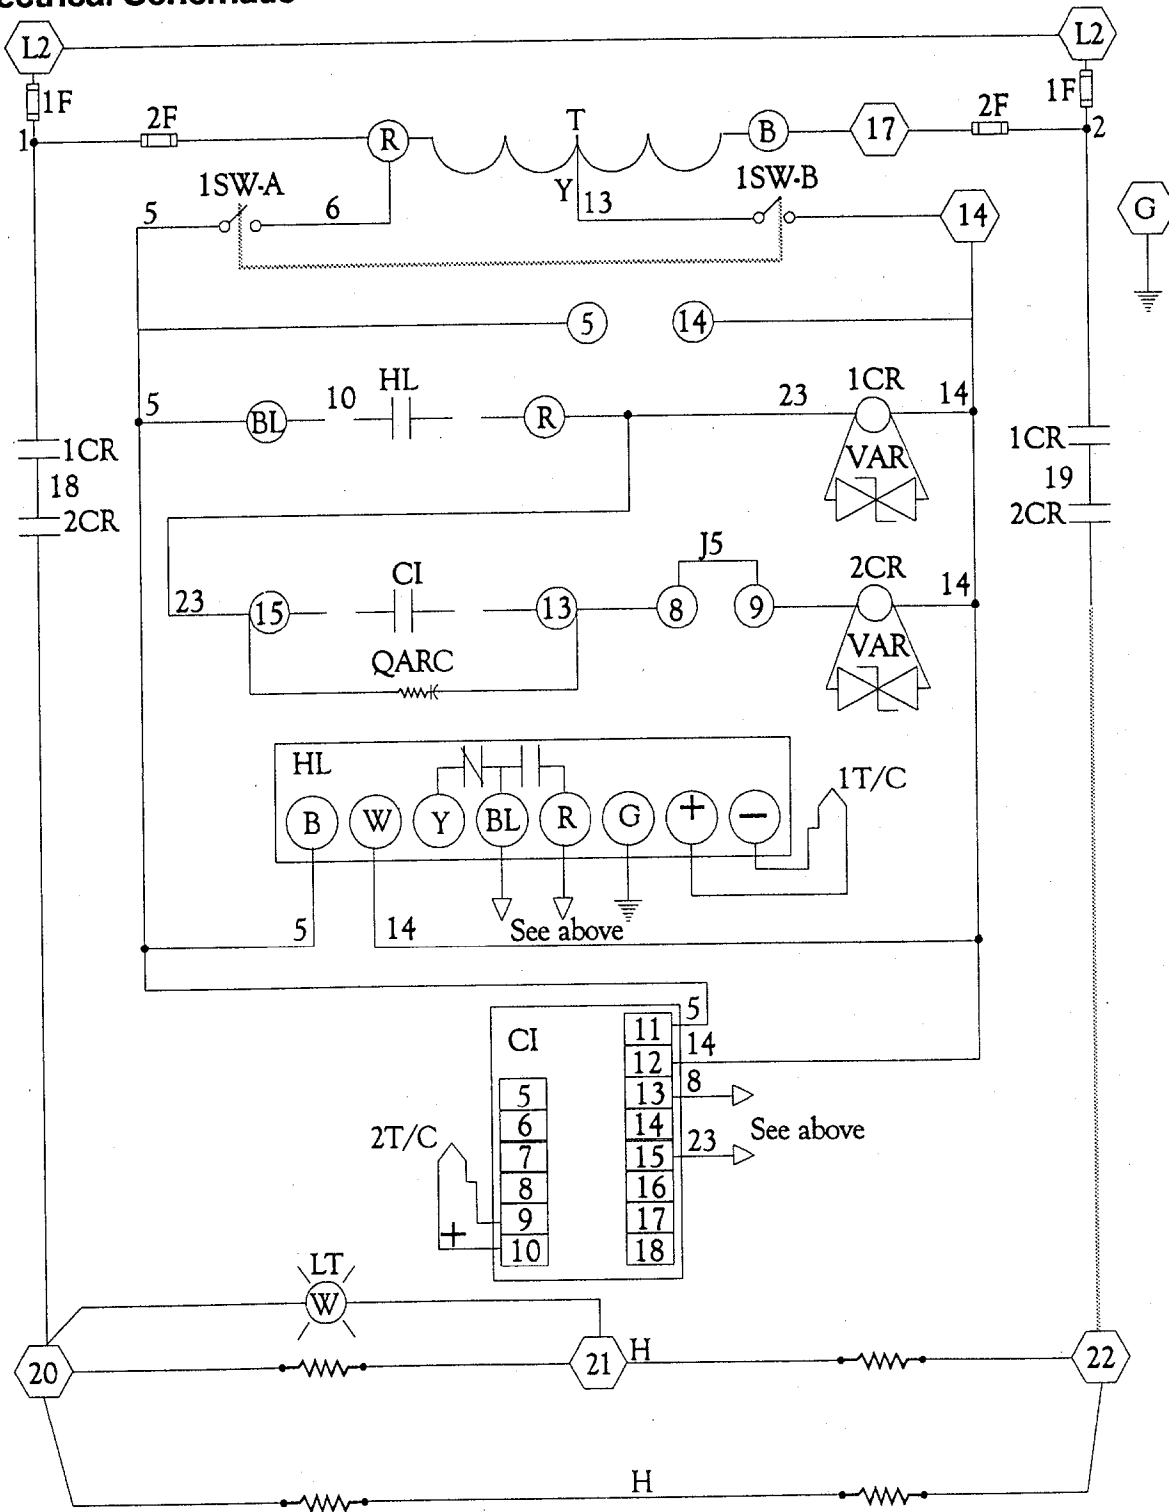 Electrical Schematic
L2 L2
1F 1F
2F T 2F
1 R B 17 2
1SW-A Y 13 1SW-B
5 6 14 G
5 14
HL 1CR
5 BL 10 R 23 14
1CR VAR 1CR
18 19
2CR 2CR
J5
CI 2CR
23 15 13 8 9 14
QARC VAR
HL 1T/C
B W Y BL R G + −
5 14 See above
5
CI 11 14
12
5 13 8
6 14 See above
2T/C 7 15 23
8 16
9 17
+ 10 18
LT
W
20 21 H 22
H